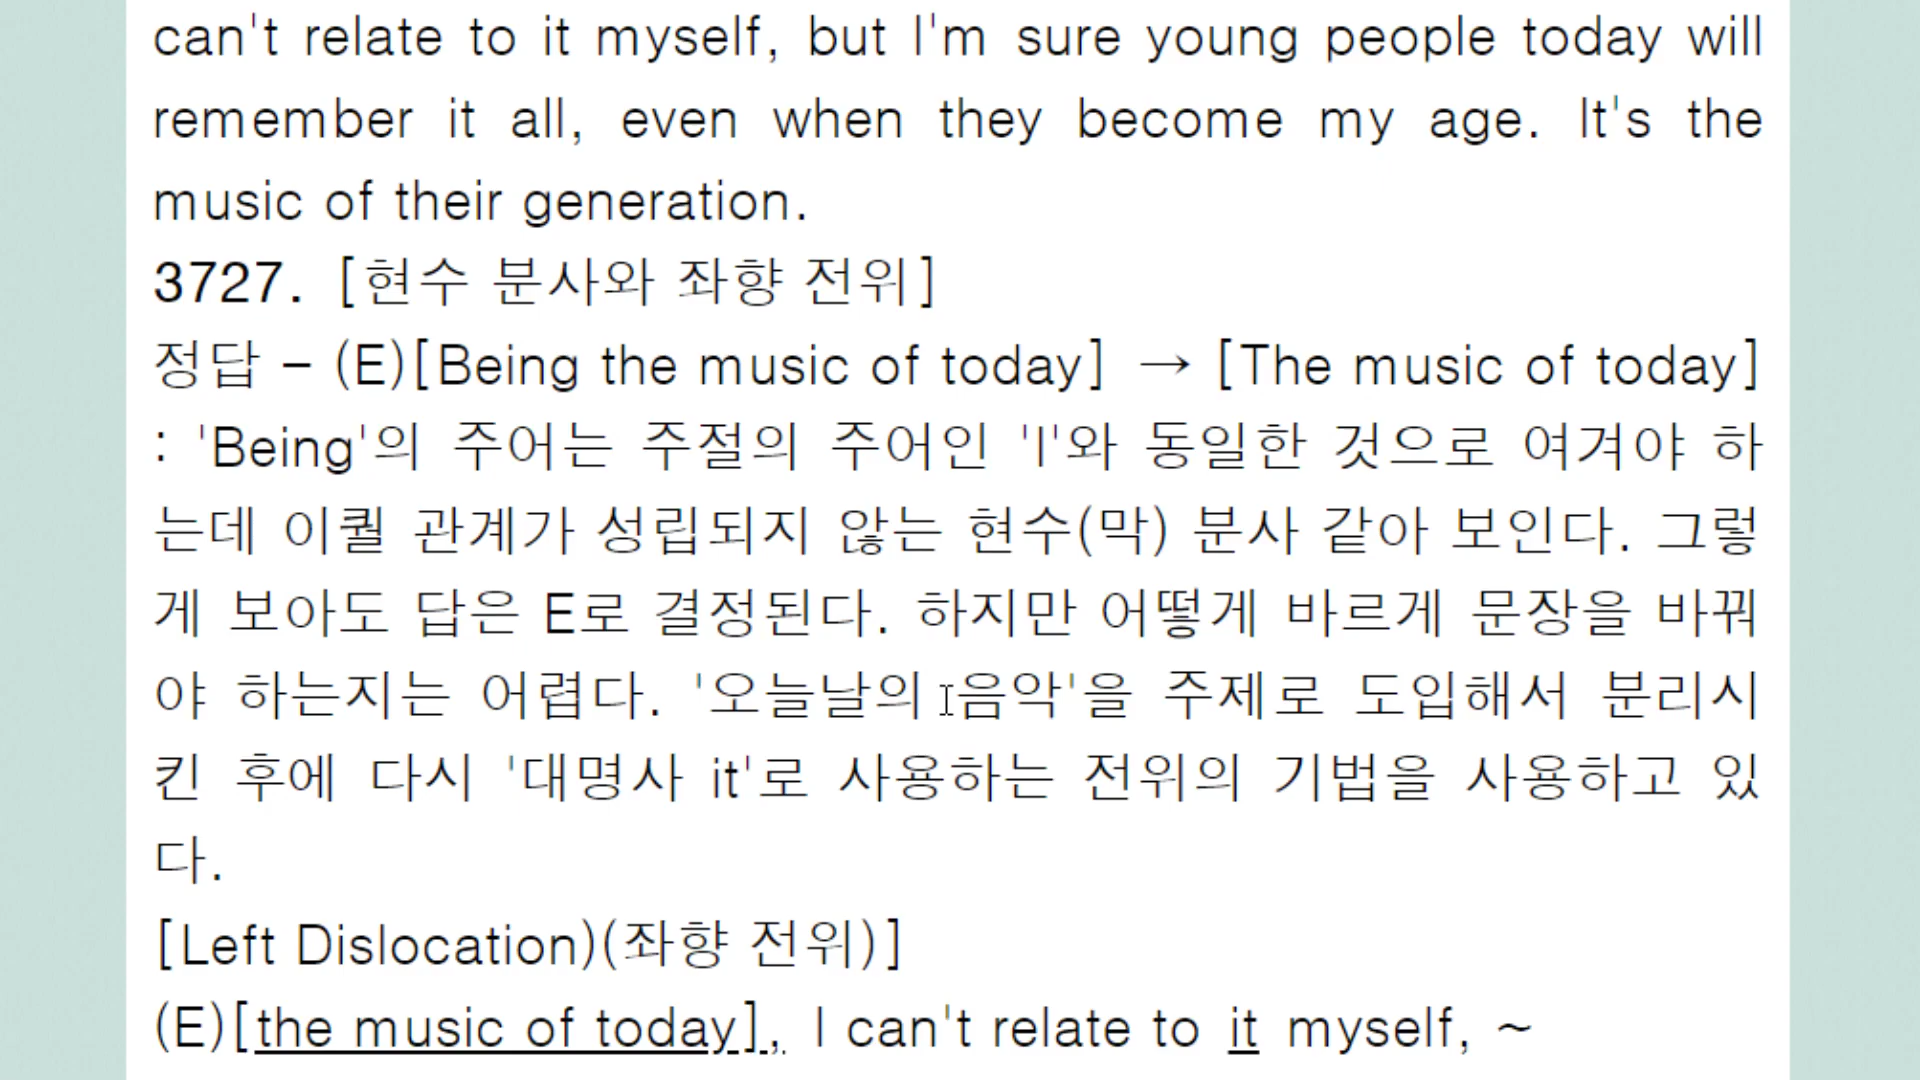 can't relate to it myself, but I'm sure young people today will
remember it all, even when they become my age. It's the
music of their generation.
3727. [현수 분사와 좌향 전위]
정답 – (E)[Being the music of today] → [The music of today]
: 'Being'의 주어는 주절의 주어인 'I'와 동일한 것으로 여겨야 하
는데 이퀄 관계가 성립되지 않는 현수(막) 분사 같아 보인다. 그렇
게 보아도 답은 E로 결정된다. 하지만 어떻게 바르게 문장을 바꿔
야 하는지는 어렵다. '오늘날의 음악'을 주제로 도입해서 분리시
킨 후에 다시 '대명사 it'로 사용하는 전위의 기법을 사용하고 있
다.
[Left Dislocation)(좌향 전위)]
(E)[the music of today], I can't relate to it myself, ~